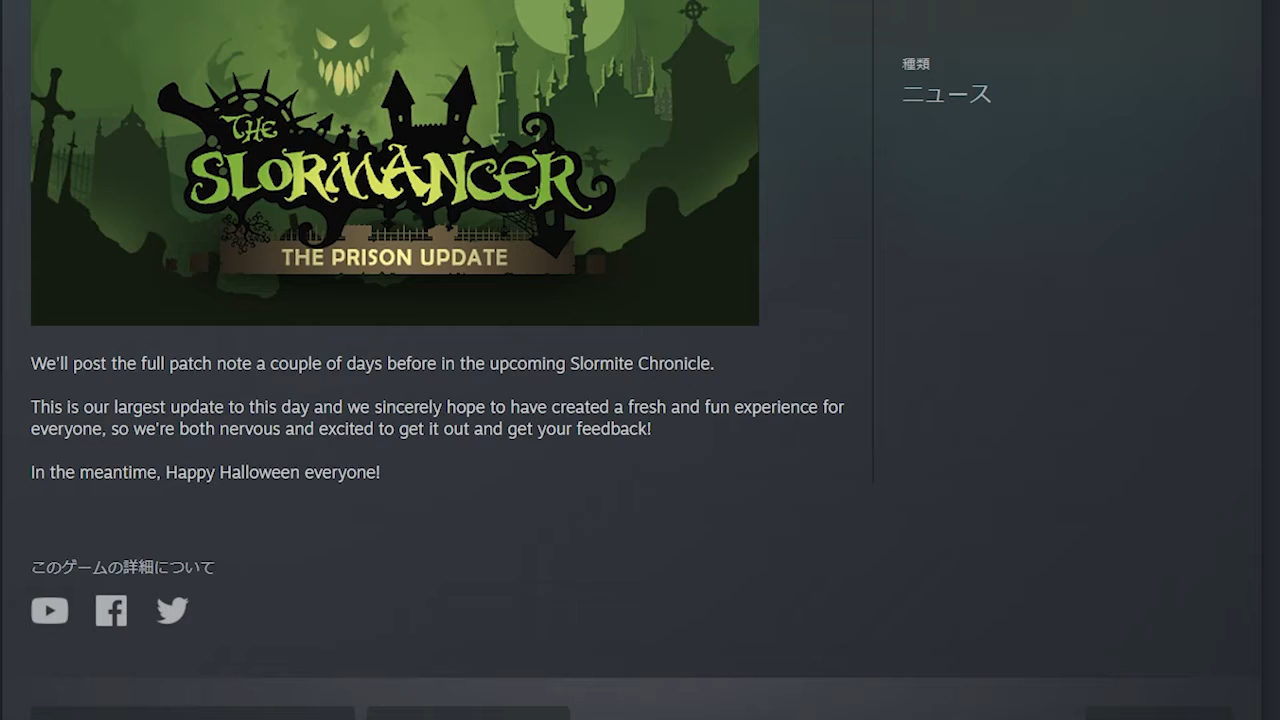 THE
SLORMANCER
THE PRISON UPDATE
種類
ニュース
We'll post the full patch note a couple of days before in the upcoming Slormite Chronicle.
This is our largest update to this day and we sincerely hope to have created a fresh and fun experience for
everyone, so we're both nervous and excited to get it out and get your feedback!
In the meantime, Happy Halloween everyone!
このゲームの詳細について